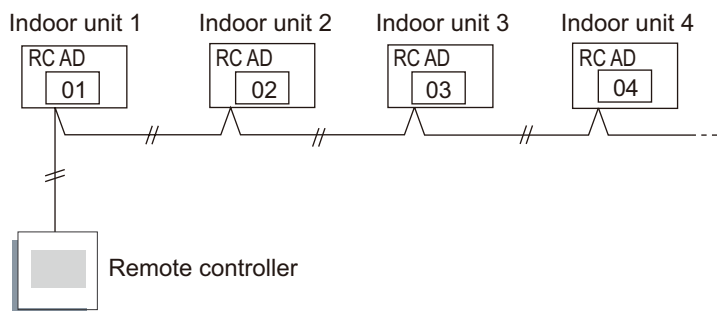 Indoor unit 1 Indoor unit 2 Indoor unit 3 Indoor unit 4
RC AD RC AD RC AD RC AD
01 02 03 04
Remote controller